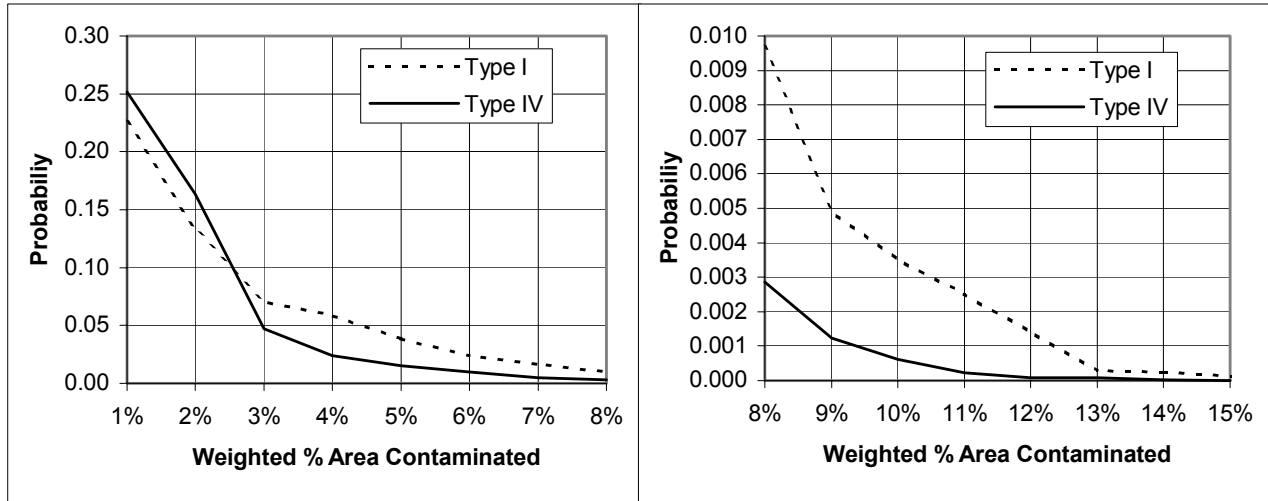 0.30
0.25
0.20
0.15
0.10
0.05
0.00
Probabiliy
Type I
Type IV
1% 2% 3% 4% 5% 6% 7% 8%
Weighted % Area Contaminated
0.010
0.009
0.008
0.007
0.006
0.005
0.004
0.003
0.002
0.001
0.000
Probabiliy
Type I
Type IV
8% 9% 10% 11% 12% 13% 14% 15%
Weighted % Area Contaminated